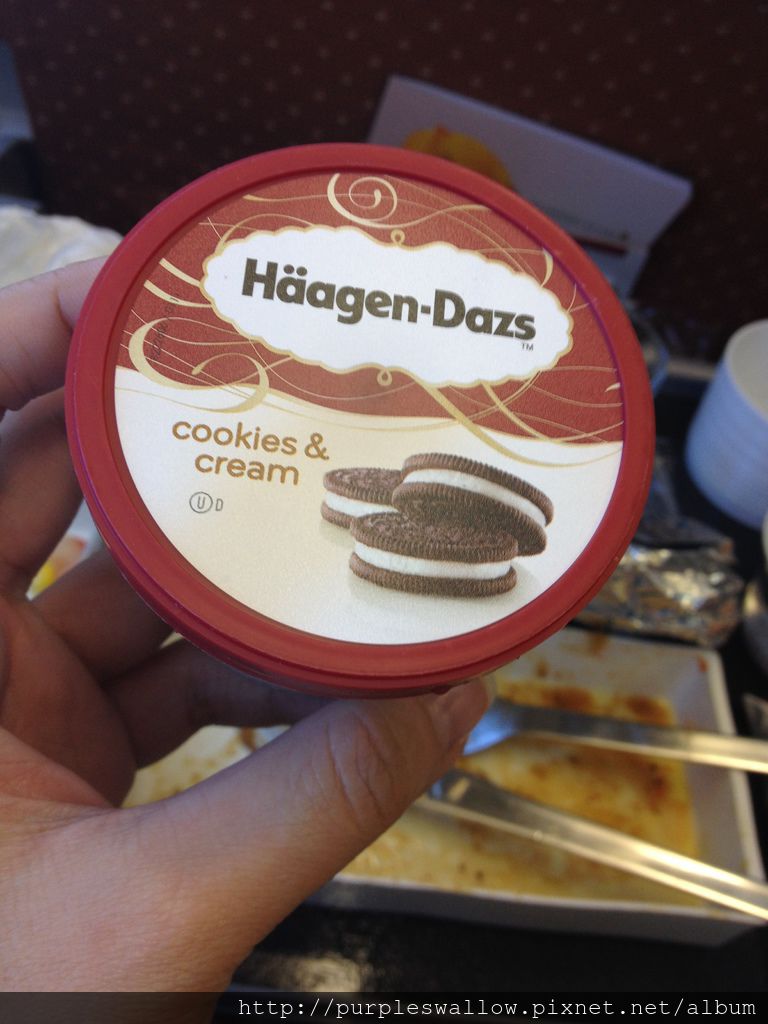 Häagen-Dazs
TM
cookies &
cream
U D
http://purpleswallow.pixnet.net/album